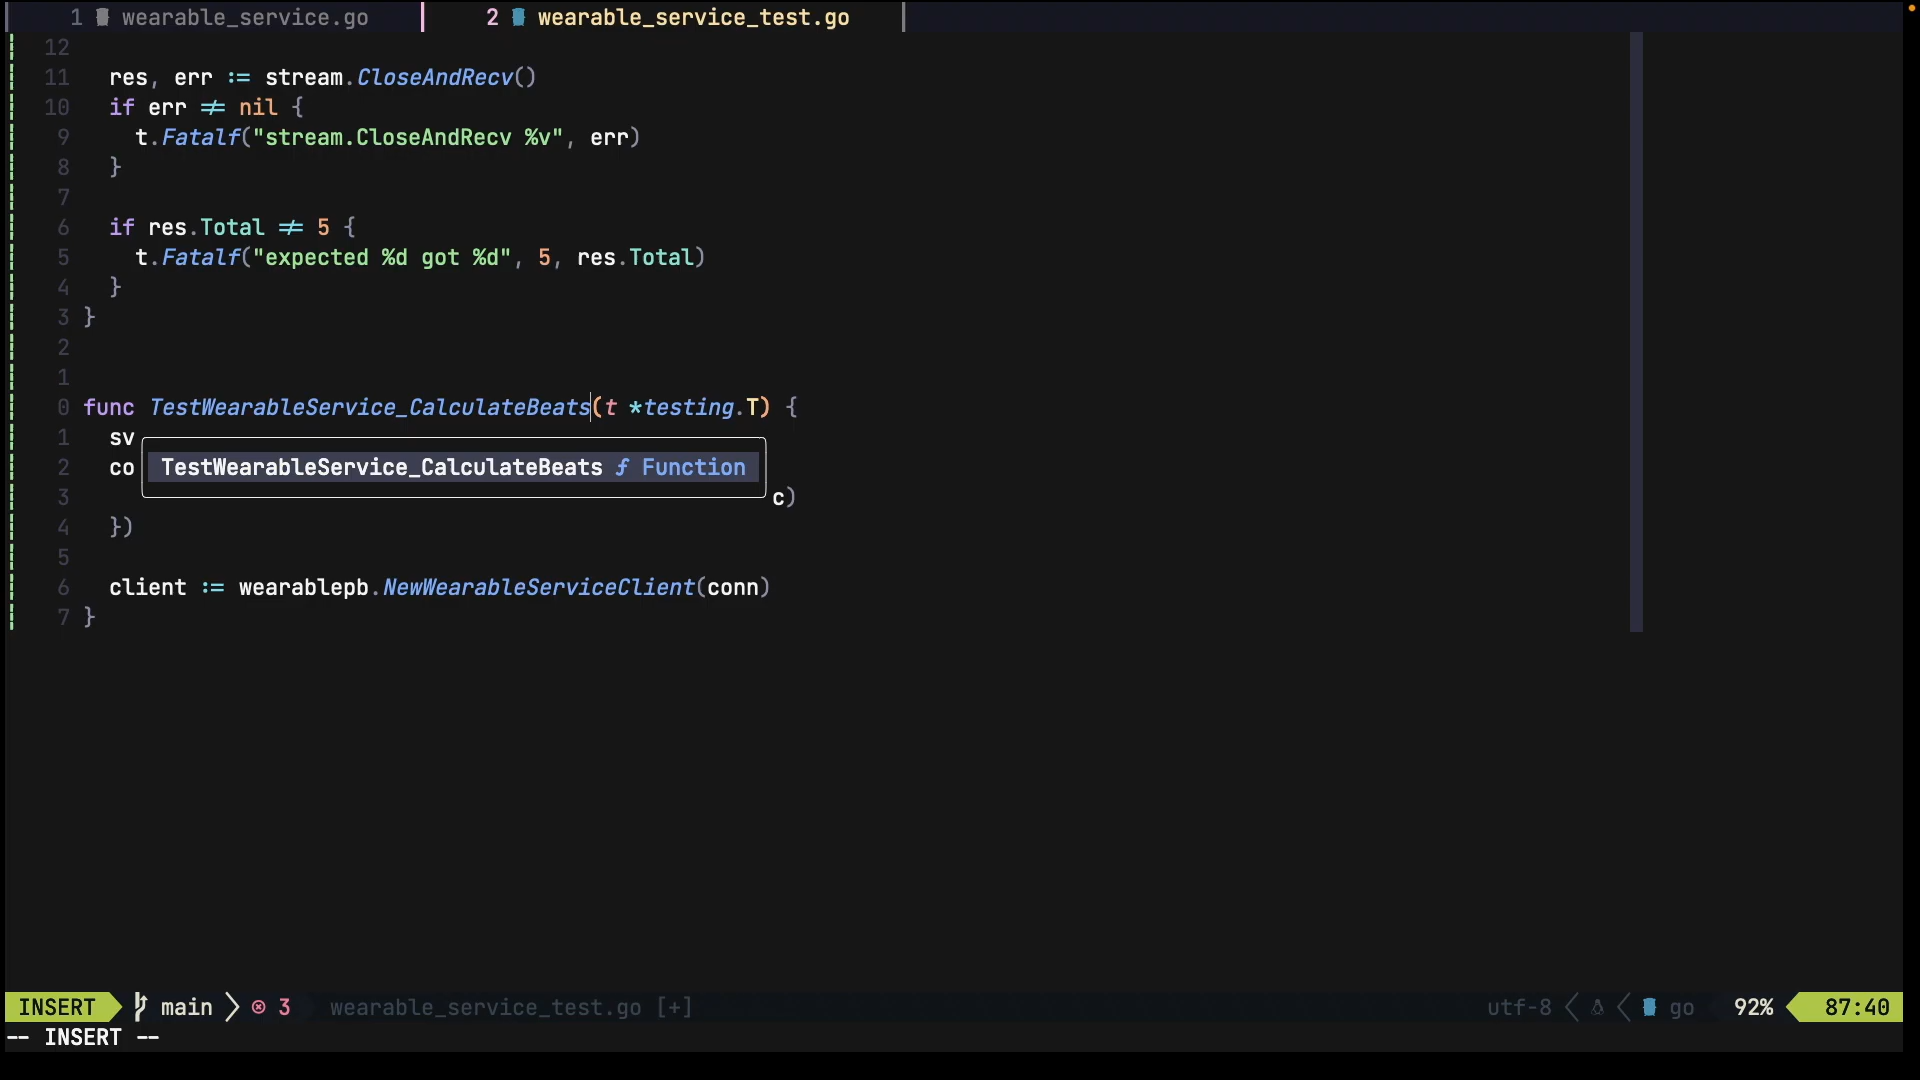 1 wearable_service.go 2 wearable_service_test.go
12
11 res, err := stream.CloseAndRecv()
10 if err != nil {
9 t.Fatalf("stream.CloseAndRecv %v", err)
8 }
7
6 if res.Total != 5 {
5 t.Fatalf("expected %d got %d", 5, res.Total)
4 }
3 }
2
1
0 func TestWearableService_CalculateBeats(t *testing.T) {
1 sv
2 co TestWearableService_CalculateBeats ƒ Function
3 c)
4 })
5
6 client := wearablepb.NewWearableServiceClient(conn)
7 }
INSERT main 3 wearable_service_test.go [+] utf-8 go 92% 87:40
-- INSERT --